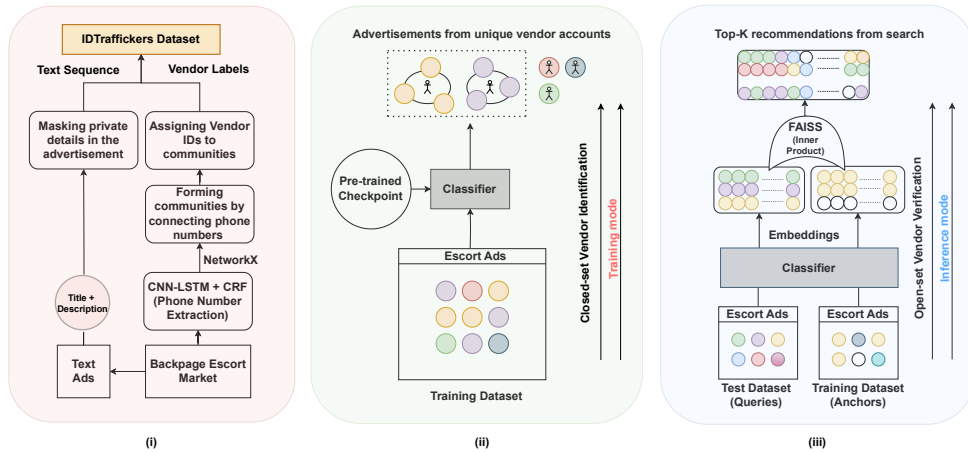 IDTraffickers Dataset
Text Sequence
Vendor Labels
Masking private
details in the
advertisement
Assigning Vendor
IDs to
communities
Forming
communities by
connecting phone
numbers
NetworkX
Title +
Description
CNN-LSTM + CRF
(Phone Number
Extraction)
Text
Ads
Backpage Escort
Market
(i)
Advertisements from unique vendor accounts
Pre-trained
Checkpoint
Classifier
Escort Ads
Training Dataset
Closed-set Vendor Identification
Training mode
(ii)
Top-K recommendations from search
FAISS
(Inner
Product)
Embeddings
Classifier
Escort Ads
Escort Ads
Test Dataset
(Queries)
Training Dataset
(Anchors)
Open-set Vendor Verification
Inference mode
(iii)